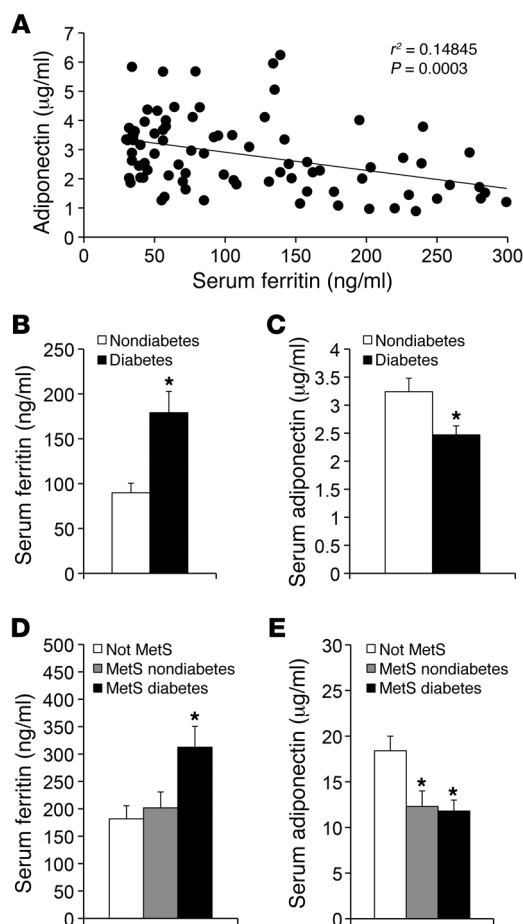 A
r² = 0.14845
P = 0.0003
Adiponectin (µg/ml)
7
6
5
4
3
2
1
0
0 50 100 150 200 250 300
Serum ferritin (ng/ml)
B
Nondiabetes
Diabetes
Serum ferritin (ng/ml)
250
200
150
100
50
0
*
C
Nondiabetes
Diabetes
Serum adiponectin (µg/ml)
4
3.5
3
2.5
2
1.5
1
0.5
0
*
D
Not MetS
MetS nondiabetes
MetS diabetes
Serum ferritin (ng/ml)
500
450
400
350
300
250
200
150
100
50
0
*
E
Not MetS
MetS nondiabetes
MetS diabetes
Serum adiponectin (µg/ml)
30
25
20
15
10
5
0
* *